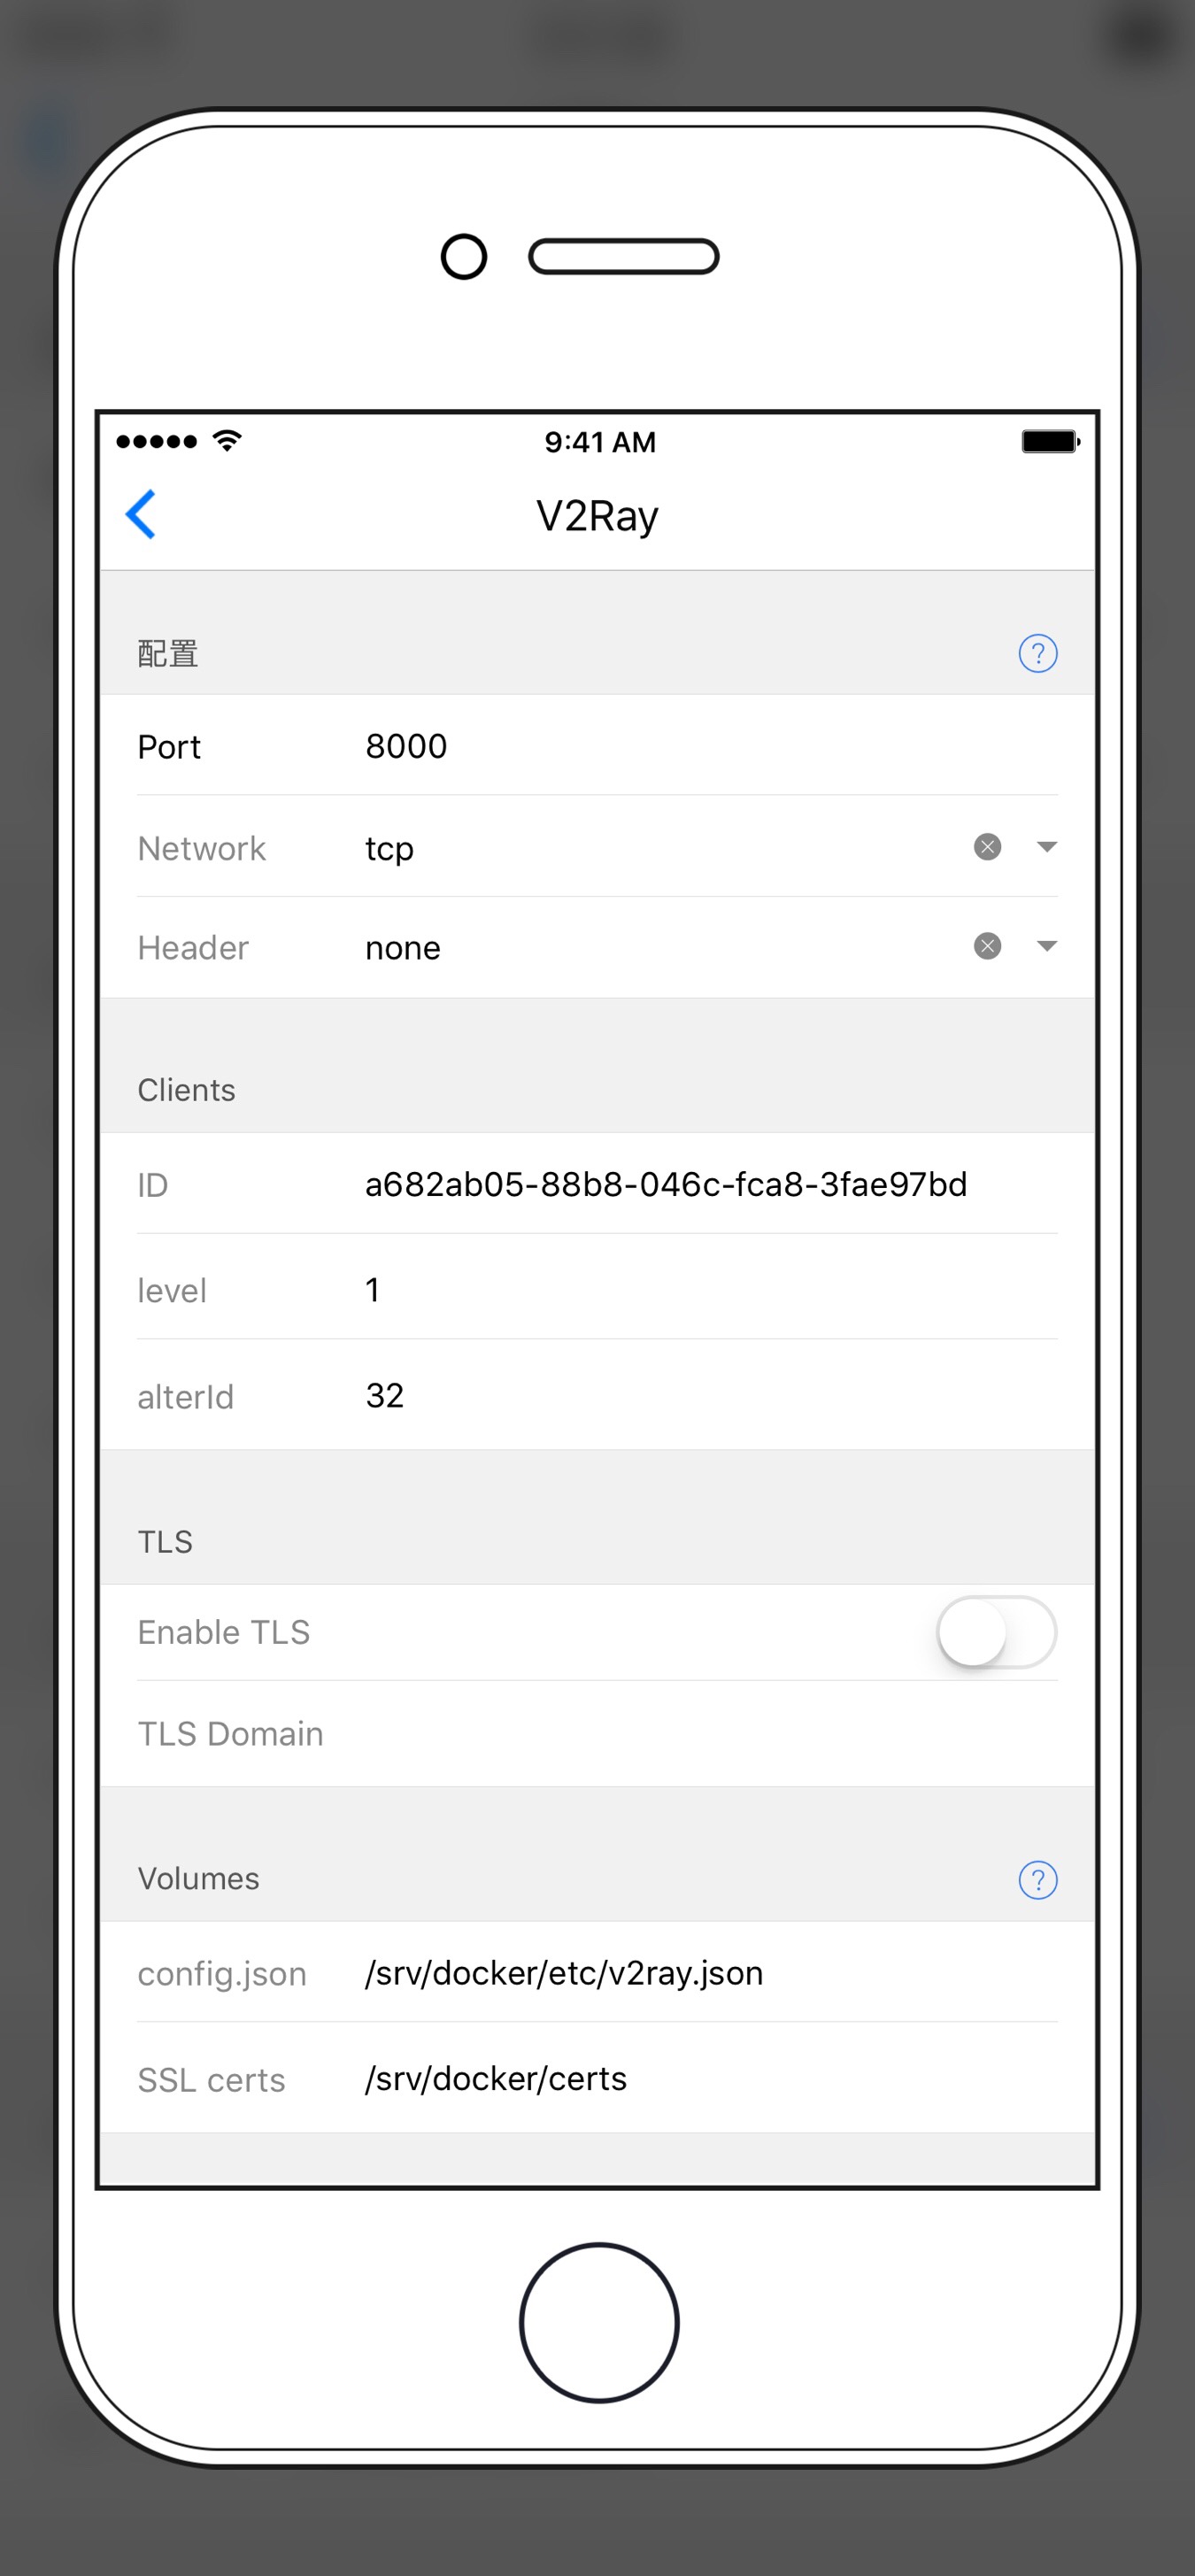 9:41 AM
V2Ray
配置
?
Port 8000
Network tcp
Header none
Clients
ID a682ab05-88b8-046c-fca8-3fae97bd
level 1
alterId 32
TLS
Enable TLS
TLS Domain
Volumes
?
config.json /srv/docker/etc/v2ray.json
SSL certs /srv/docker/certs